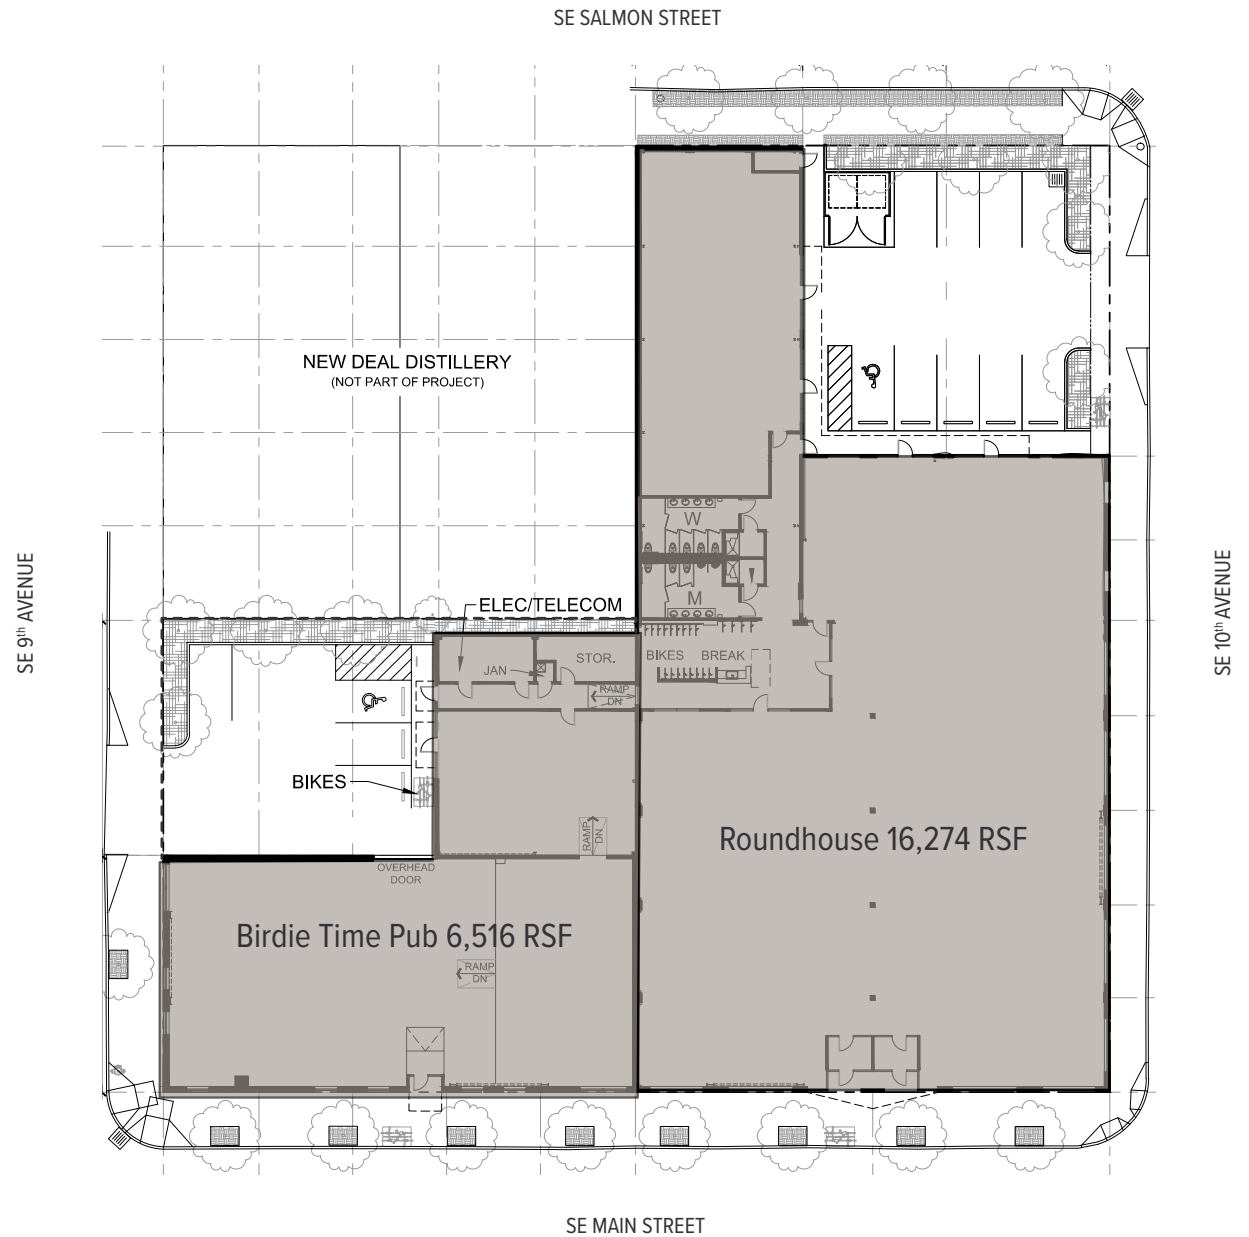 SE SALMON STREET
NEW DEAL DISTILLERY
(NOT PART OF PROJECT)
W
SE 9th AVENUE
SE 10th AVENUE
M
ELEC/TELECOM
JAN
STOR.
BIKES BREAK
RAMP
DN
BIKES
RAMP
DN
Roundhouse 16,274 RSF
OVERHEAD
DOOR
Birdie Time Pub 6,516 RSF
RAMP
DN
SE MAIN STREET